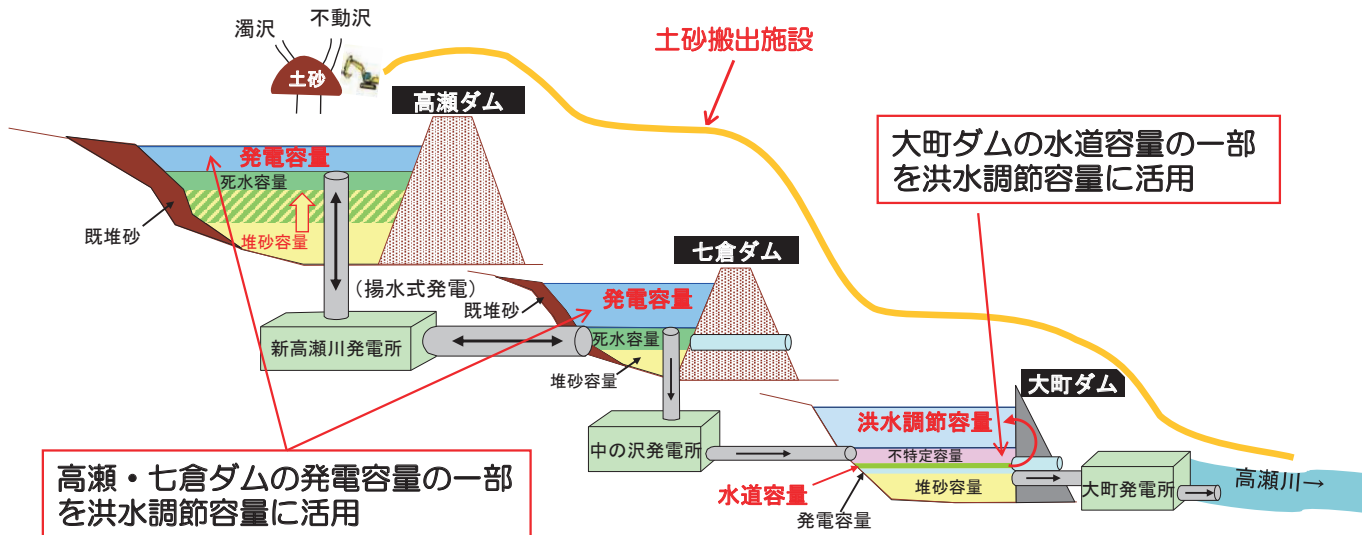 濁沢
不動沢
土砂
土砂搬出施設
高瀬ダム
大町ダムの水道容量の一部
を洪水調節容量に活用
発電容量
死水容量
既堆砂
堆砂容量
七倉ダム
(揚水式発電)
既堆砂
発電容量
新高瀬川発電所
死水容量
堆砂容量
大町ダム
洪水調節容量
中の沢発電所
不特定容量
高瀬・七倉ダムの発電容量の一部
を洪水調節容量に活用
水道容量
堆砂容量
発電容量
大町発電所
高瀬川→